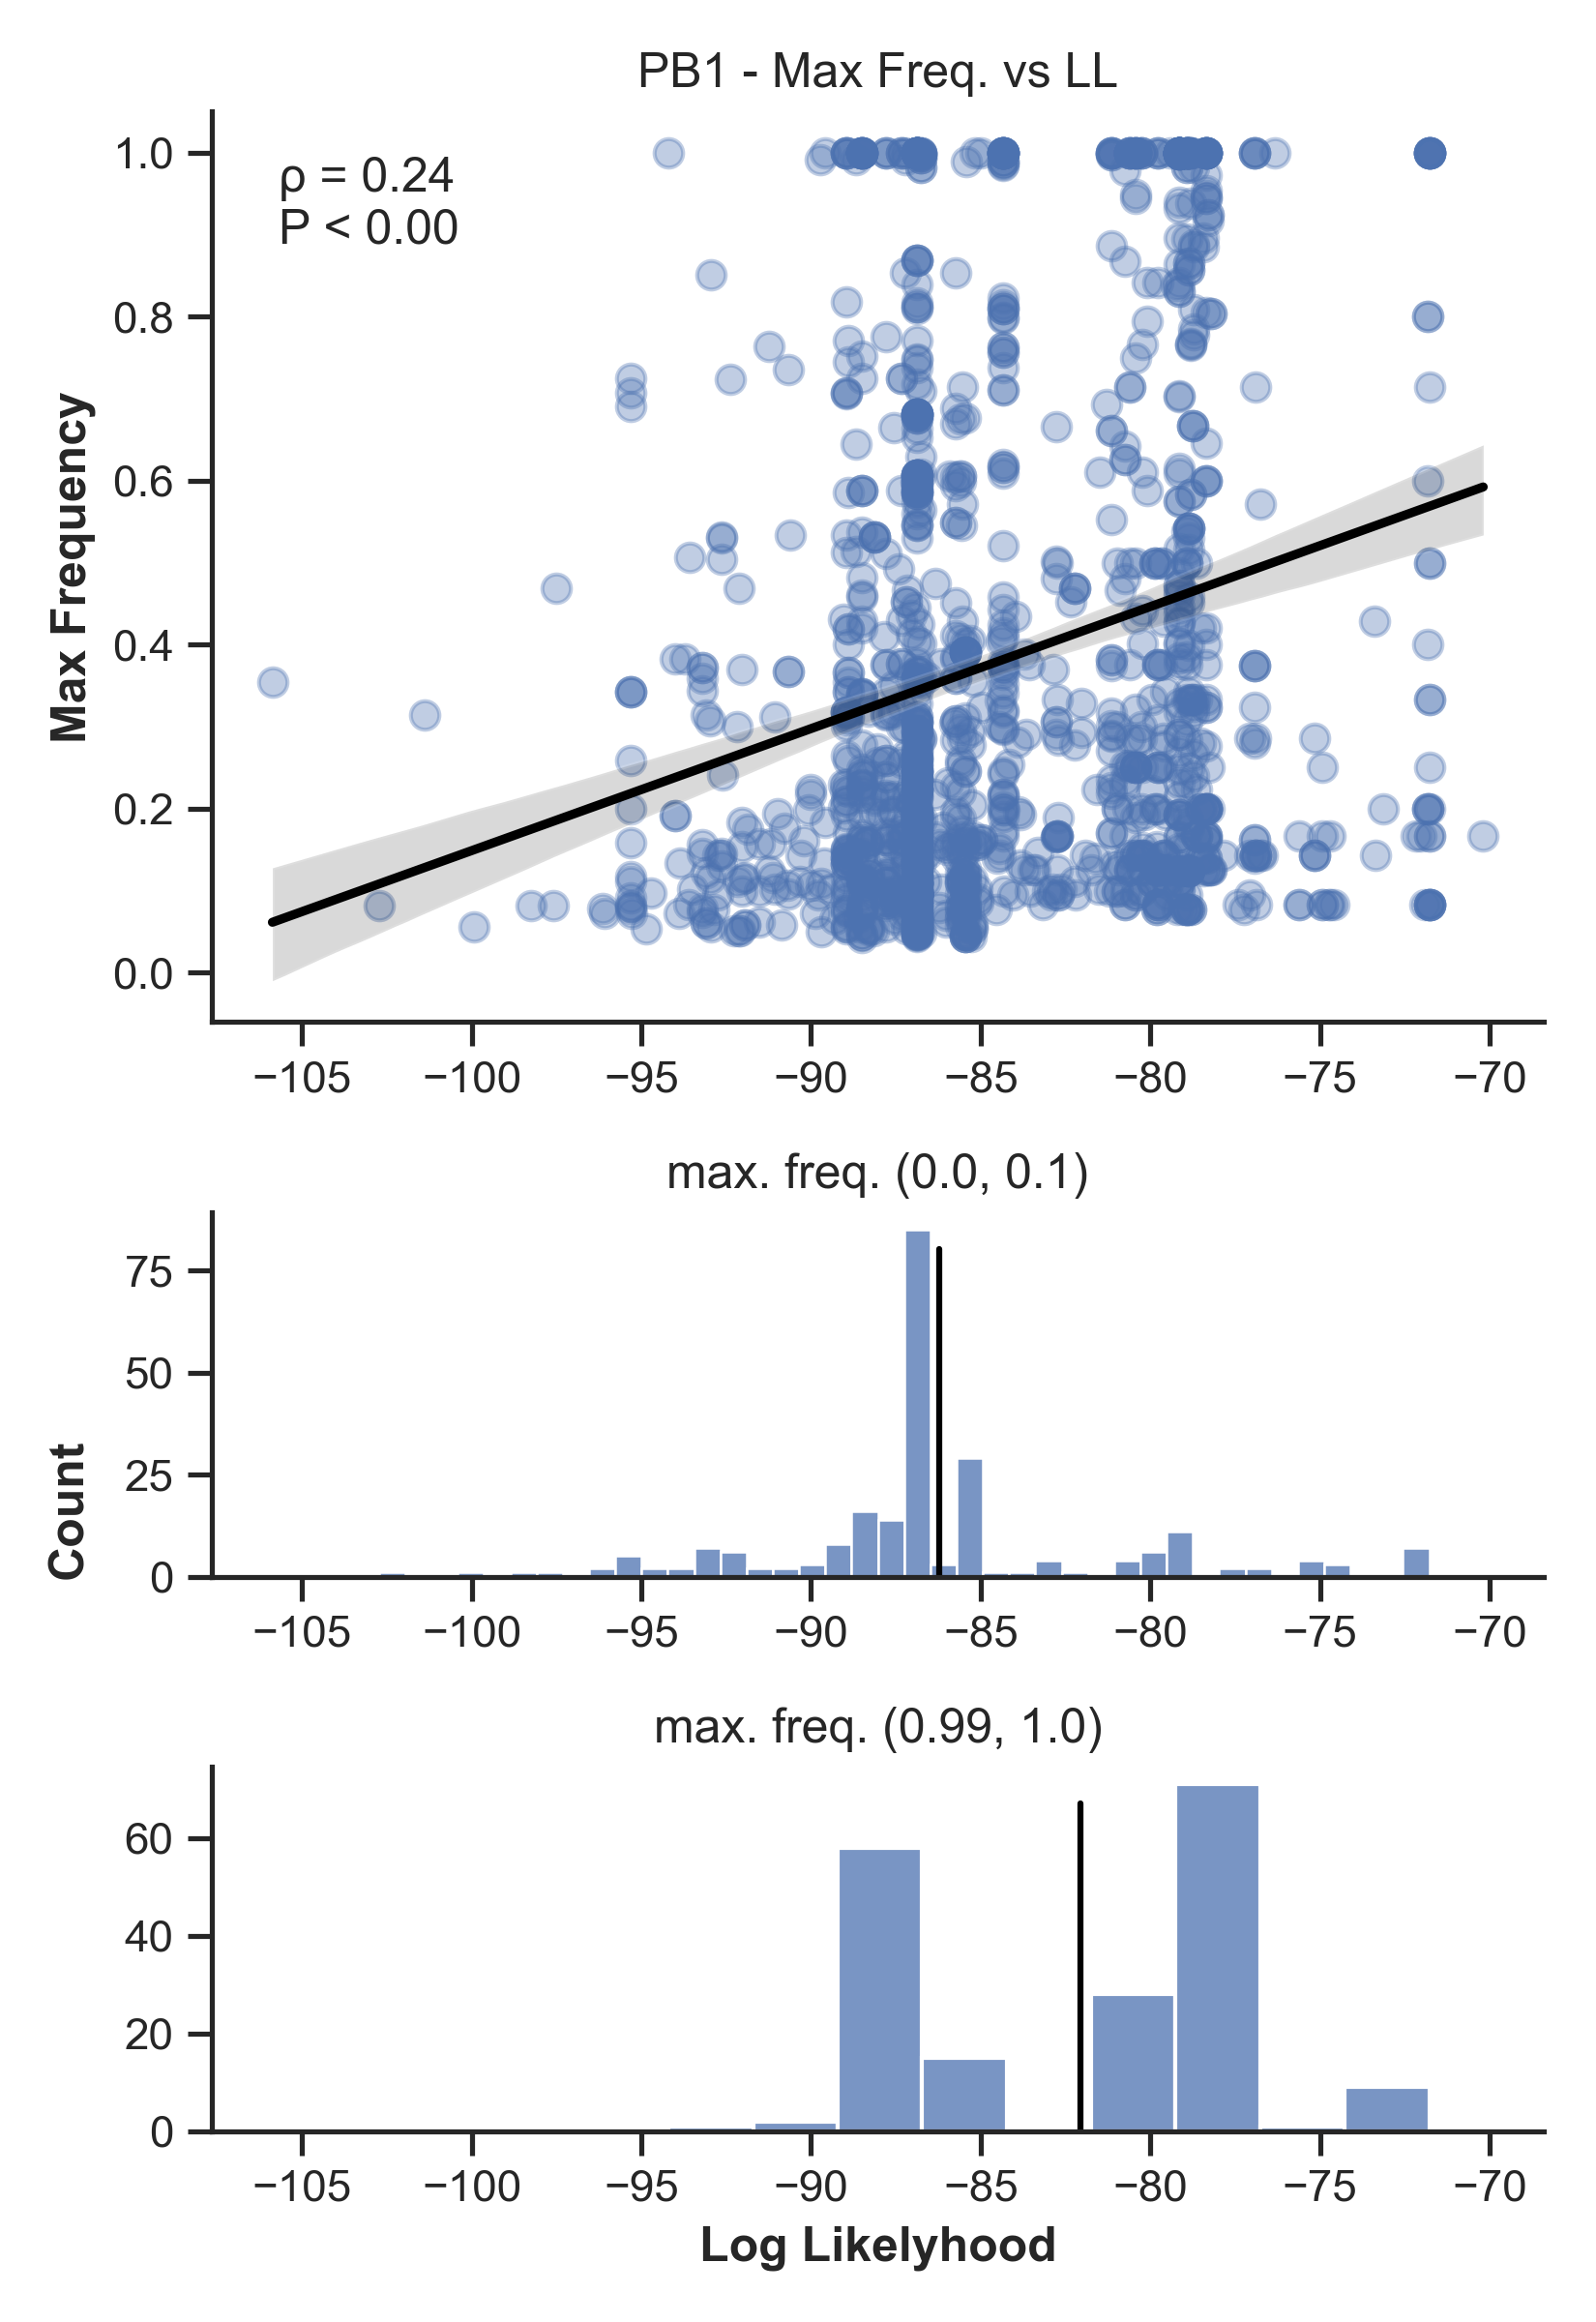 PB1 - Max Freq. vs LL
ρ = 0.24
P < 0.00
Max Frequency
1.0
0.8
0.6
0.4
0.2
0.0
−105 −100 −95 −90 −85 −80 −75 −70
max. freq. (0.0, 0.1)
Count
75
50
25
0
−105 −100 −95 −90 −85 −80 −75 −70
max. freq. (0.99, 1.0)
60
40
20
0
−105 −100 −95 −90 −85 −80 −75 −70
Log Likelyhood